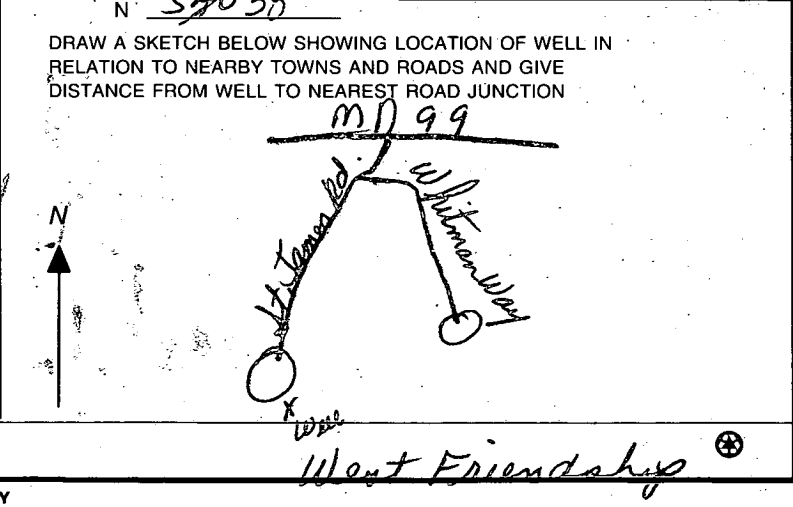 N
DRAW A SKETCH BELOW SHOWING LOCATION OF WELL IN
RELATION TO NEARBY TOWNS AND ROADS AND GIVE
DISTANCE FROM WELL TO NEAREST ROAD JUNCTION
MD 99
St. James Rd.
Whitman Way
N
x
Well
West Friendship
Y